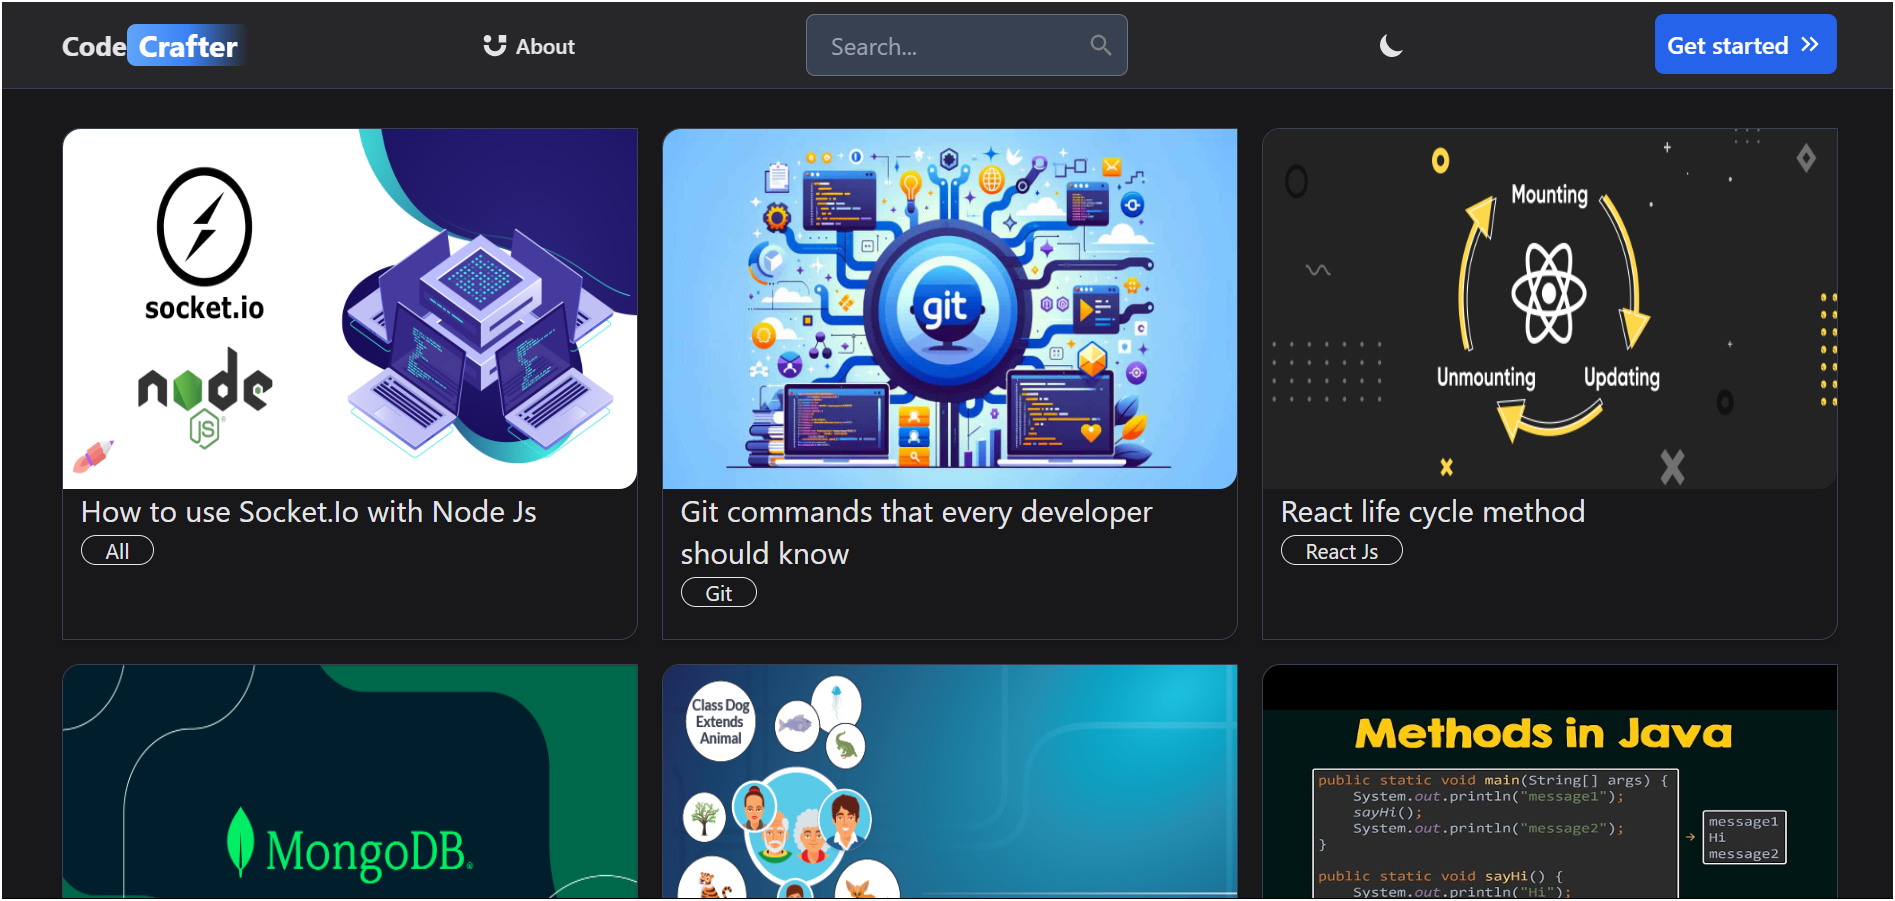 Code Crafter
About
Search...
Get started
socket.io
node
JS
How to use Socket.Io with Node Js
All
git
Git commands that every developer
should know
Git
Mounting
Unmounting
Updating
React life cycle method
React Js
MongoDB®
Class Dog
Extends
Animal
Methods in Java
public static void main(String[] args) {
System.out.println("message1");
sayHi();
System.out.println("message2");
}
public static void sayHi() {
System.out.println("Hi");
message1
Hi
message2